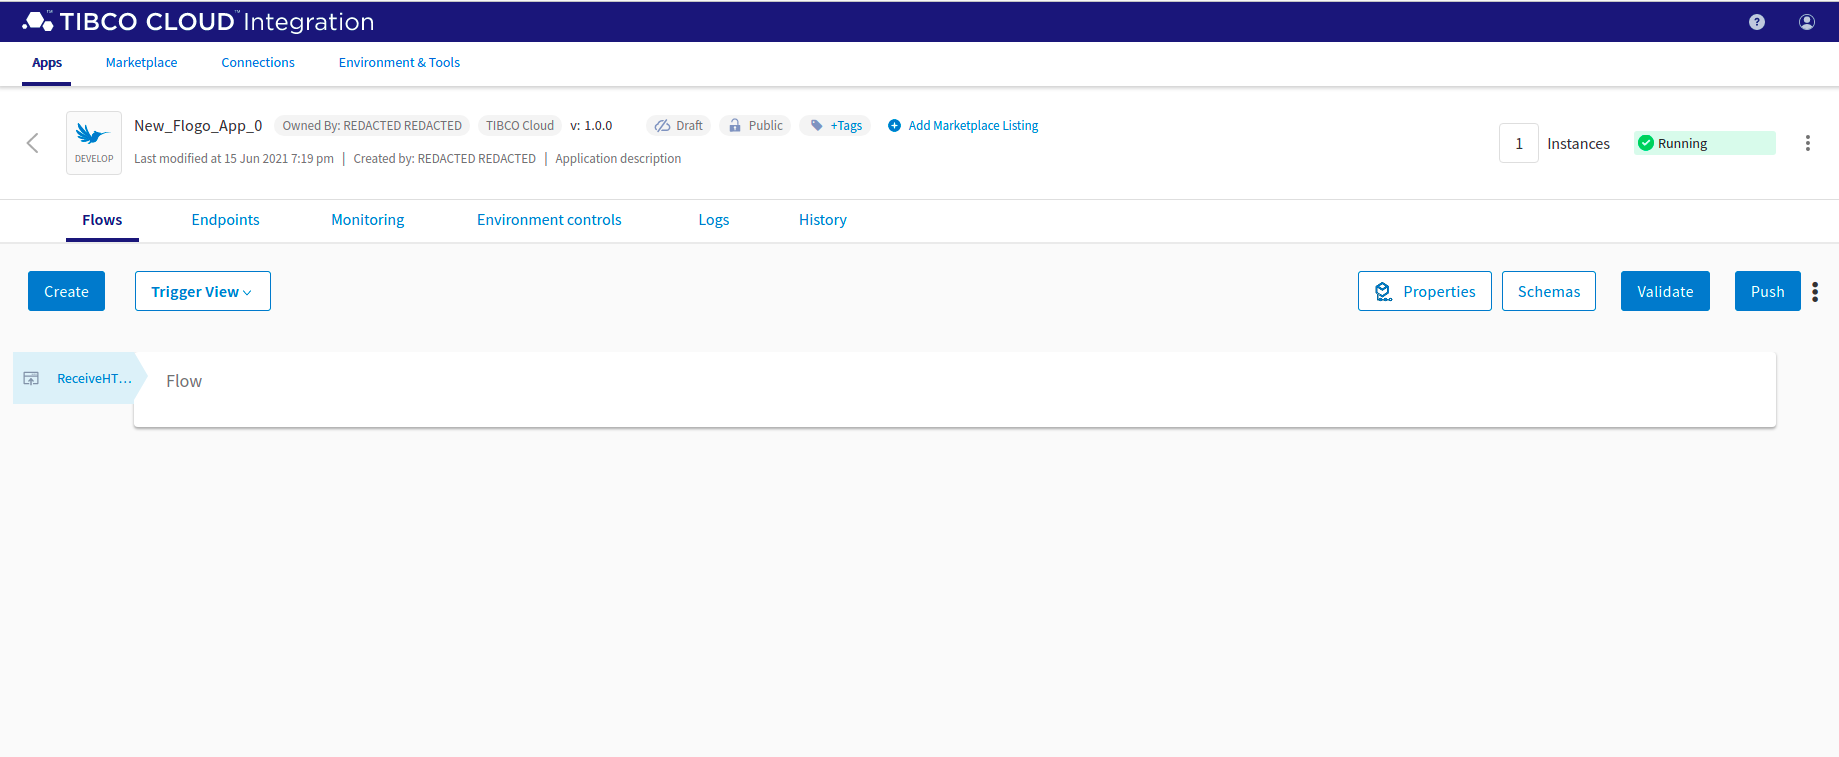 TIBCO CLOUD™ Integration
?
Apps Marketplace Connections Environment & Tools
New_Flogo_App_0 Owned By: REDACTED REDACTED TIBCO Cloud v: 1.0.0 Draft Public +Tags Add Marketplace Listing
DEVELOP
Last modified at 15 Jun 2021 7:19 pm | Created by: REDACTED REDACTED | Application description
1 Instances Running
Flows Endpoints Monitoring Environment controls Logs History
Create Trigger View Properties Schemas Validate Push
ReceiveHT... Flow